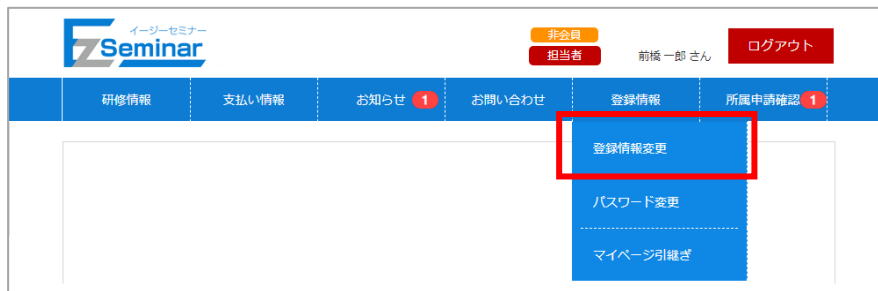 イージーセミナー
EzSeminar
非会員
担当者
前橋 一郎 さん
ログアウト
研修情報 支払い情報 お知らせ 1 お問い合わせ 登録情報 所属申請確認 1
登録情報変更
パスワード変更
マイページ引継ぎ